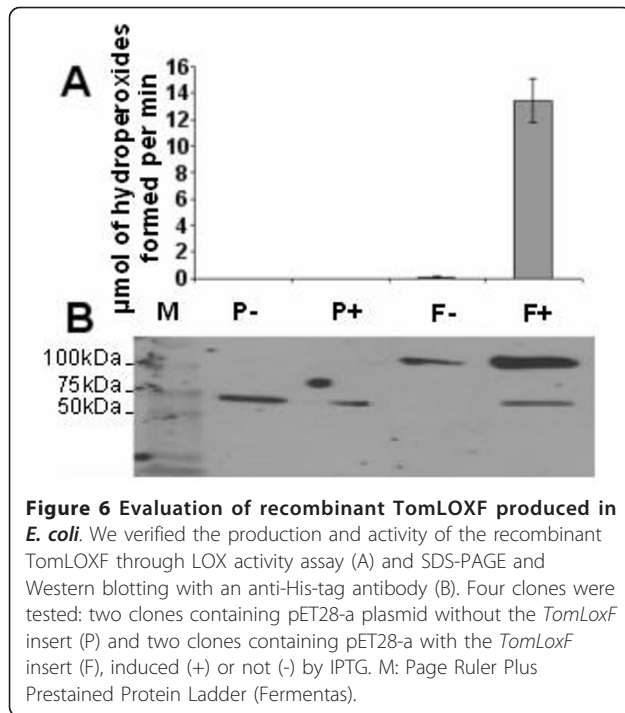 A
μmol of hydroperoxides
formed per min
16
14
12
10
8
6
4
2
0
B
M P- P+ F- F+
100kDa
75kDa
50kDa
Figure 6 Evaluation of recombinant TomLOXF produced in
E. coli. We verified the production and activity of the recombinant
TomLOXF through LOX activity assay (A) and SDS-PAGE and
Western blotting with an anti-His-tag antibody (B). Four clones were
tested: two clones containing pET28-a plasmid without the TomLoxF
insert (P) and two clones containing pET28-a with the TomLoxF
insert (F), induced (+) or not (-) by IPTG. M: Page Ruler Plus
Prestained Protein Ladder (Fermentas).